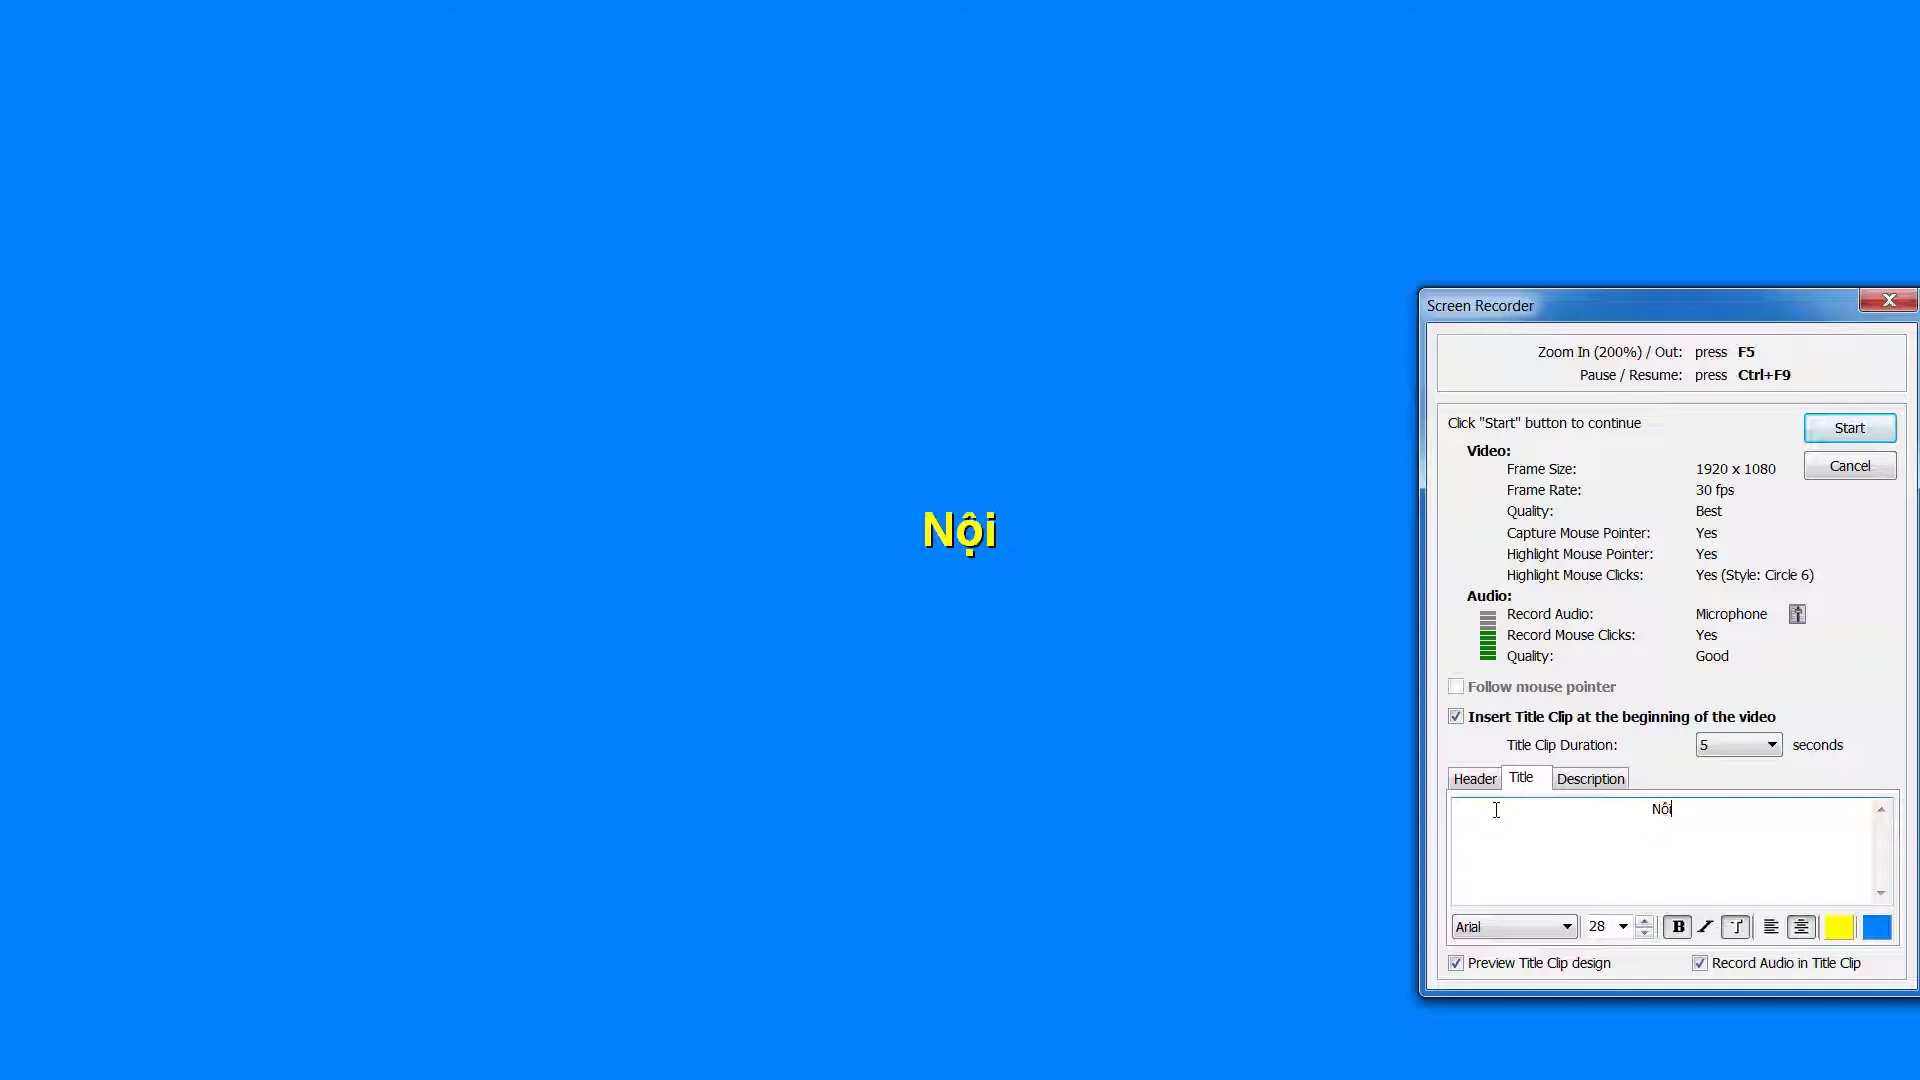 Screen Recorder
Zoom In (200%) / Out: press F5
Pause / Resume: press Ctrl+F9
Click "Start" button to continue
Start
Video:
Cancel
Frame Size: 1920 x 1080
Frame Rate: 30 fps
Quality: Best
Capture Mouse Pointer: Yes
Highlight Mouse Pointer: Yes
Highlight Mouse Clicks: Yes (Style: Circle 6)
Audio:
Record Audio: Microphone
Record Mouse Clicks: Yes
Quality: Good
Follow mouse pointer
Insert Title Clip at the beginning of the video
Title Clip Duration: 5 seconds
Header Title Description
Nội
Arial 28 B I T
Preview Title Clip design Record Audio in Title Clip
Nội